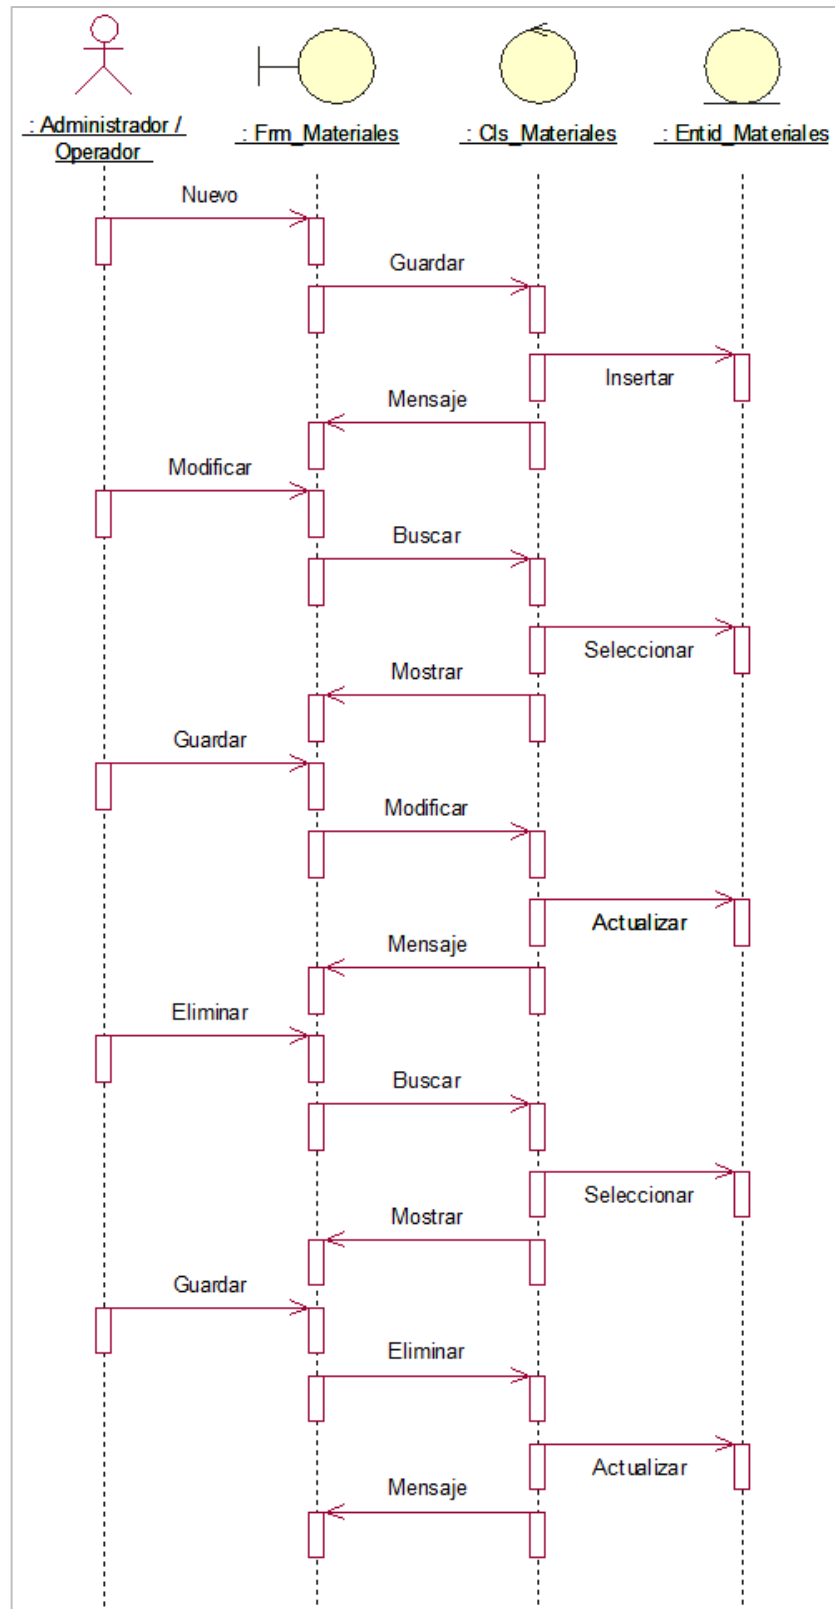 : Administrador /
Operador
: Frm_Materiales
: Cls_Materiales
: Entid_Materiales
Nuevo
Guardar
Insertar
Mensaje
Modificar
Buscar
Seleccionar
Mostrar
Guardar
Modificar
Actualizar
Mensaje
Eliminar
Buscar
Seleccionar
Mostrar
Guardar
Eliminar
Actualizar
Mensaje